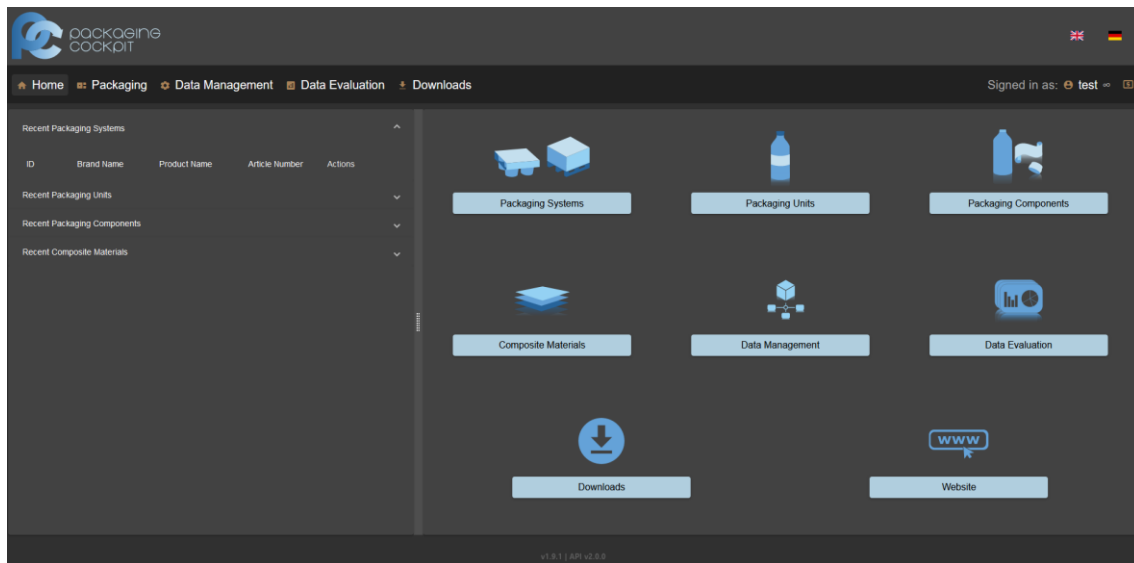 packaging
cockpit
Home Packaging Data Management Data Evaluation Downloads Signed in as: test
Recent Packaging Systems
ID Brand Name Product Name Article Number Actions
Recent Packaging Units
Recent Packaging Components
Recent Composite Materials
Packaging Systems Packaging Units Packaging Components
Composite Materials Data Management Data Evaluation
www
Downloads Website
v1.9.1 | API v2.0.0